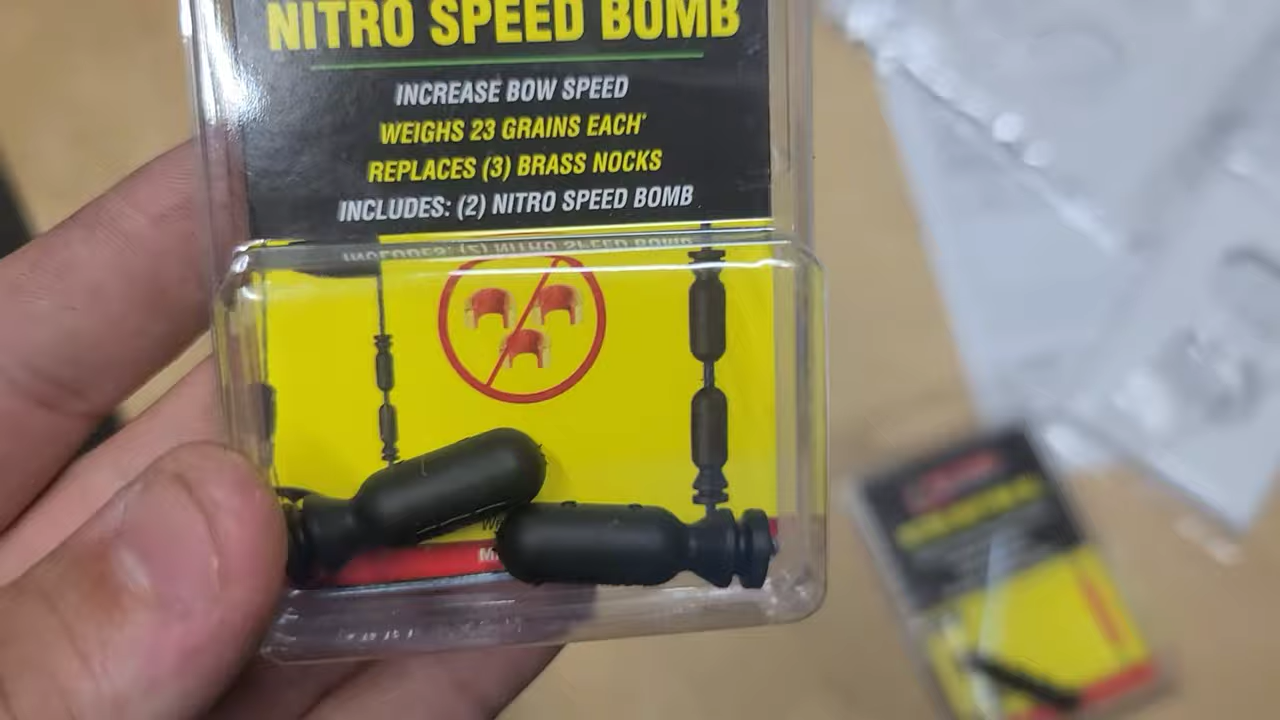 NITRO SPEED BOMB
INCREASE BOW SPEED
WEIGHS 23 GRAINS EACH*
REPLACES (3) BRASS NOCKS
INCLUDES: (2) NITRO SPEED BOMB